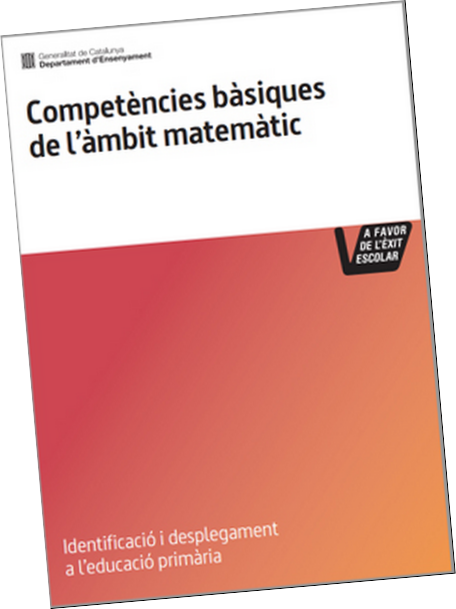 Generalitat de Catalunya
Departament d'Ensenyament
Competències bàsiques
de l'àmbit matemàtic
A FAVOR
DE L'ÈXIT
ESCOLAR
Identificació i desplegament
a l'educació primària